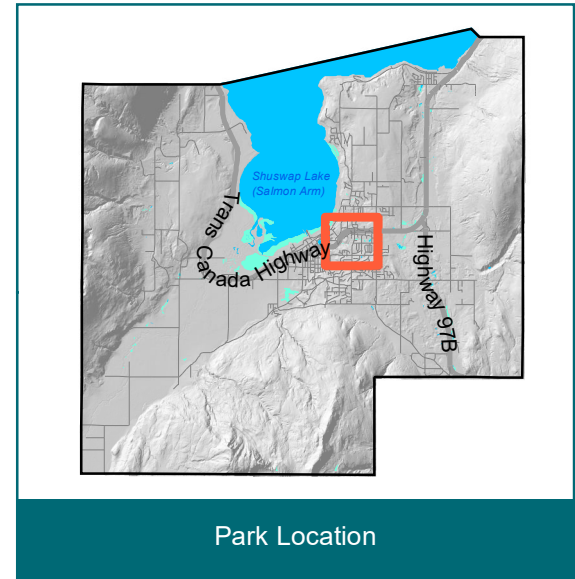 Shuswap Lake
(Salmon Arm)
Trans Canada Highway
Highway 97B
Park Location